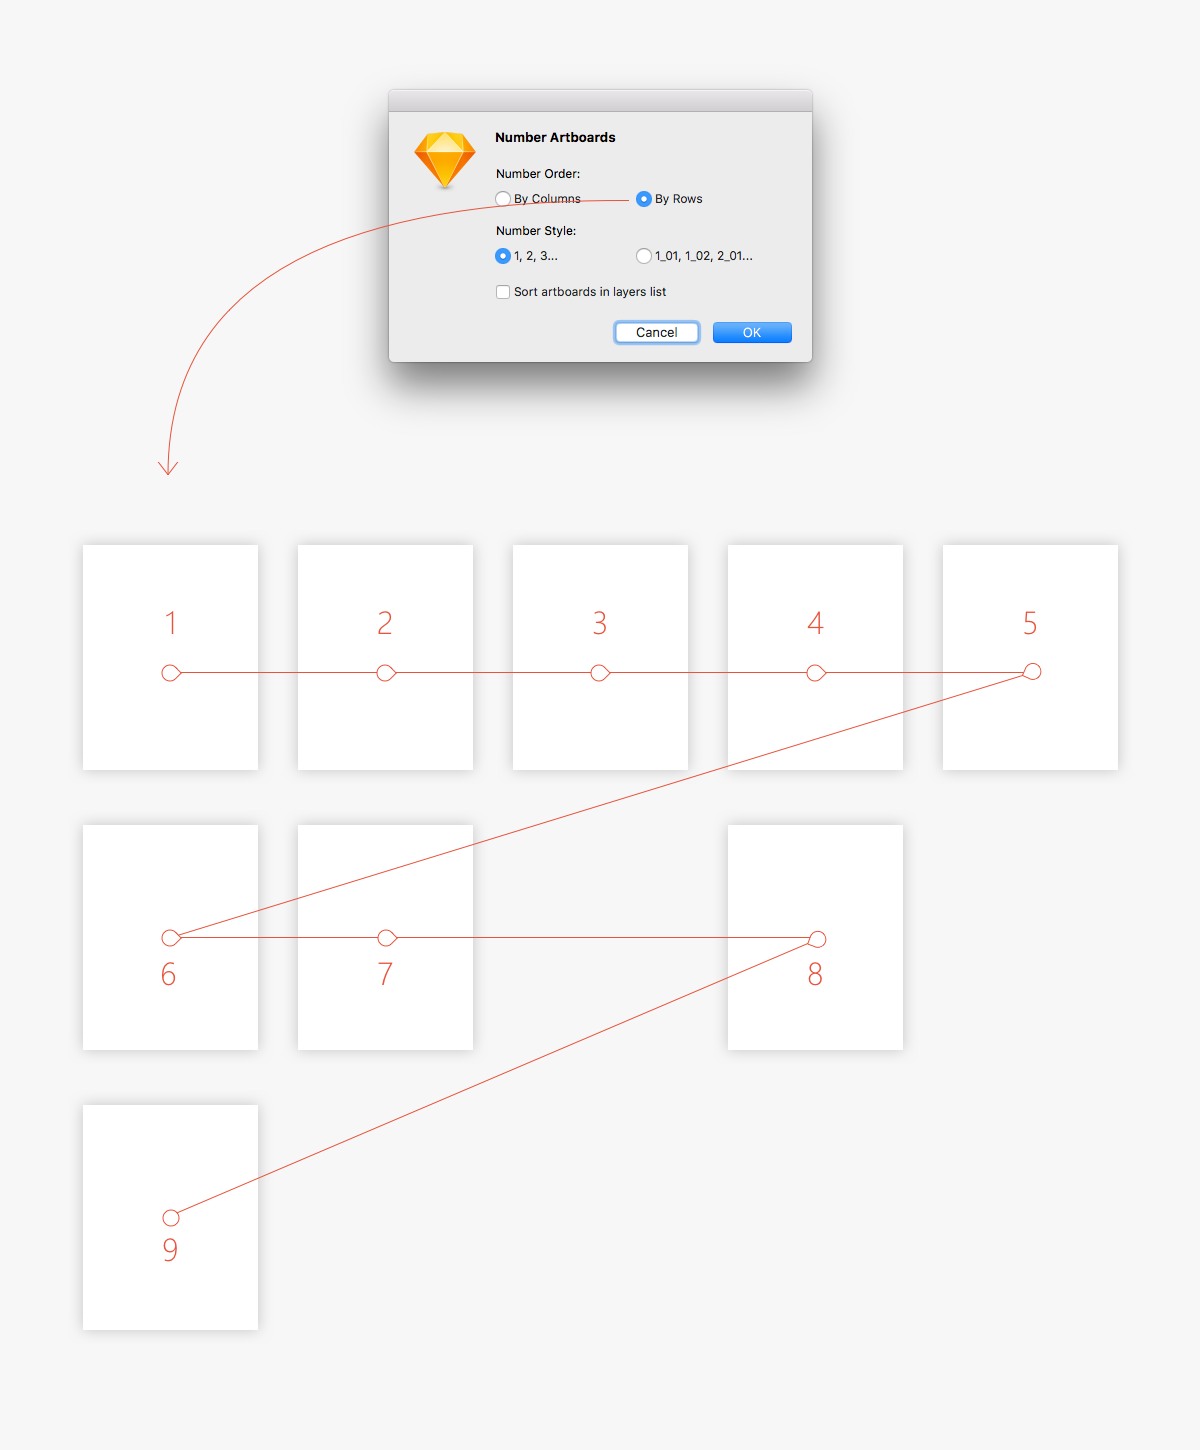 Number Artboards
Number Order:
By Columns By Rows
Number Style:
1, 2, 3... 1_01, 1_02, 2_01...
Sort artboards in layers list
Cancel OK
1 2 3 4 5
6 7 8
9